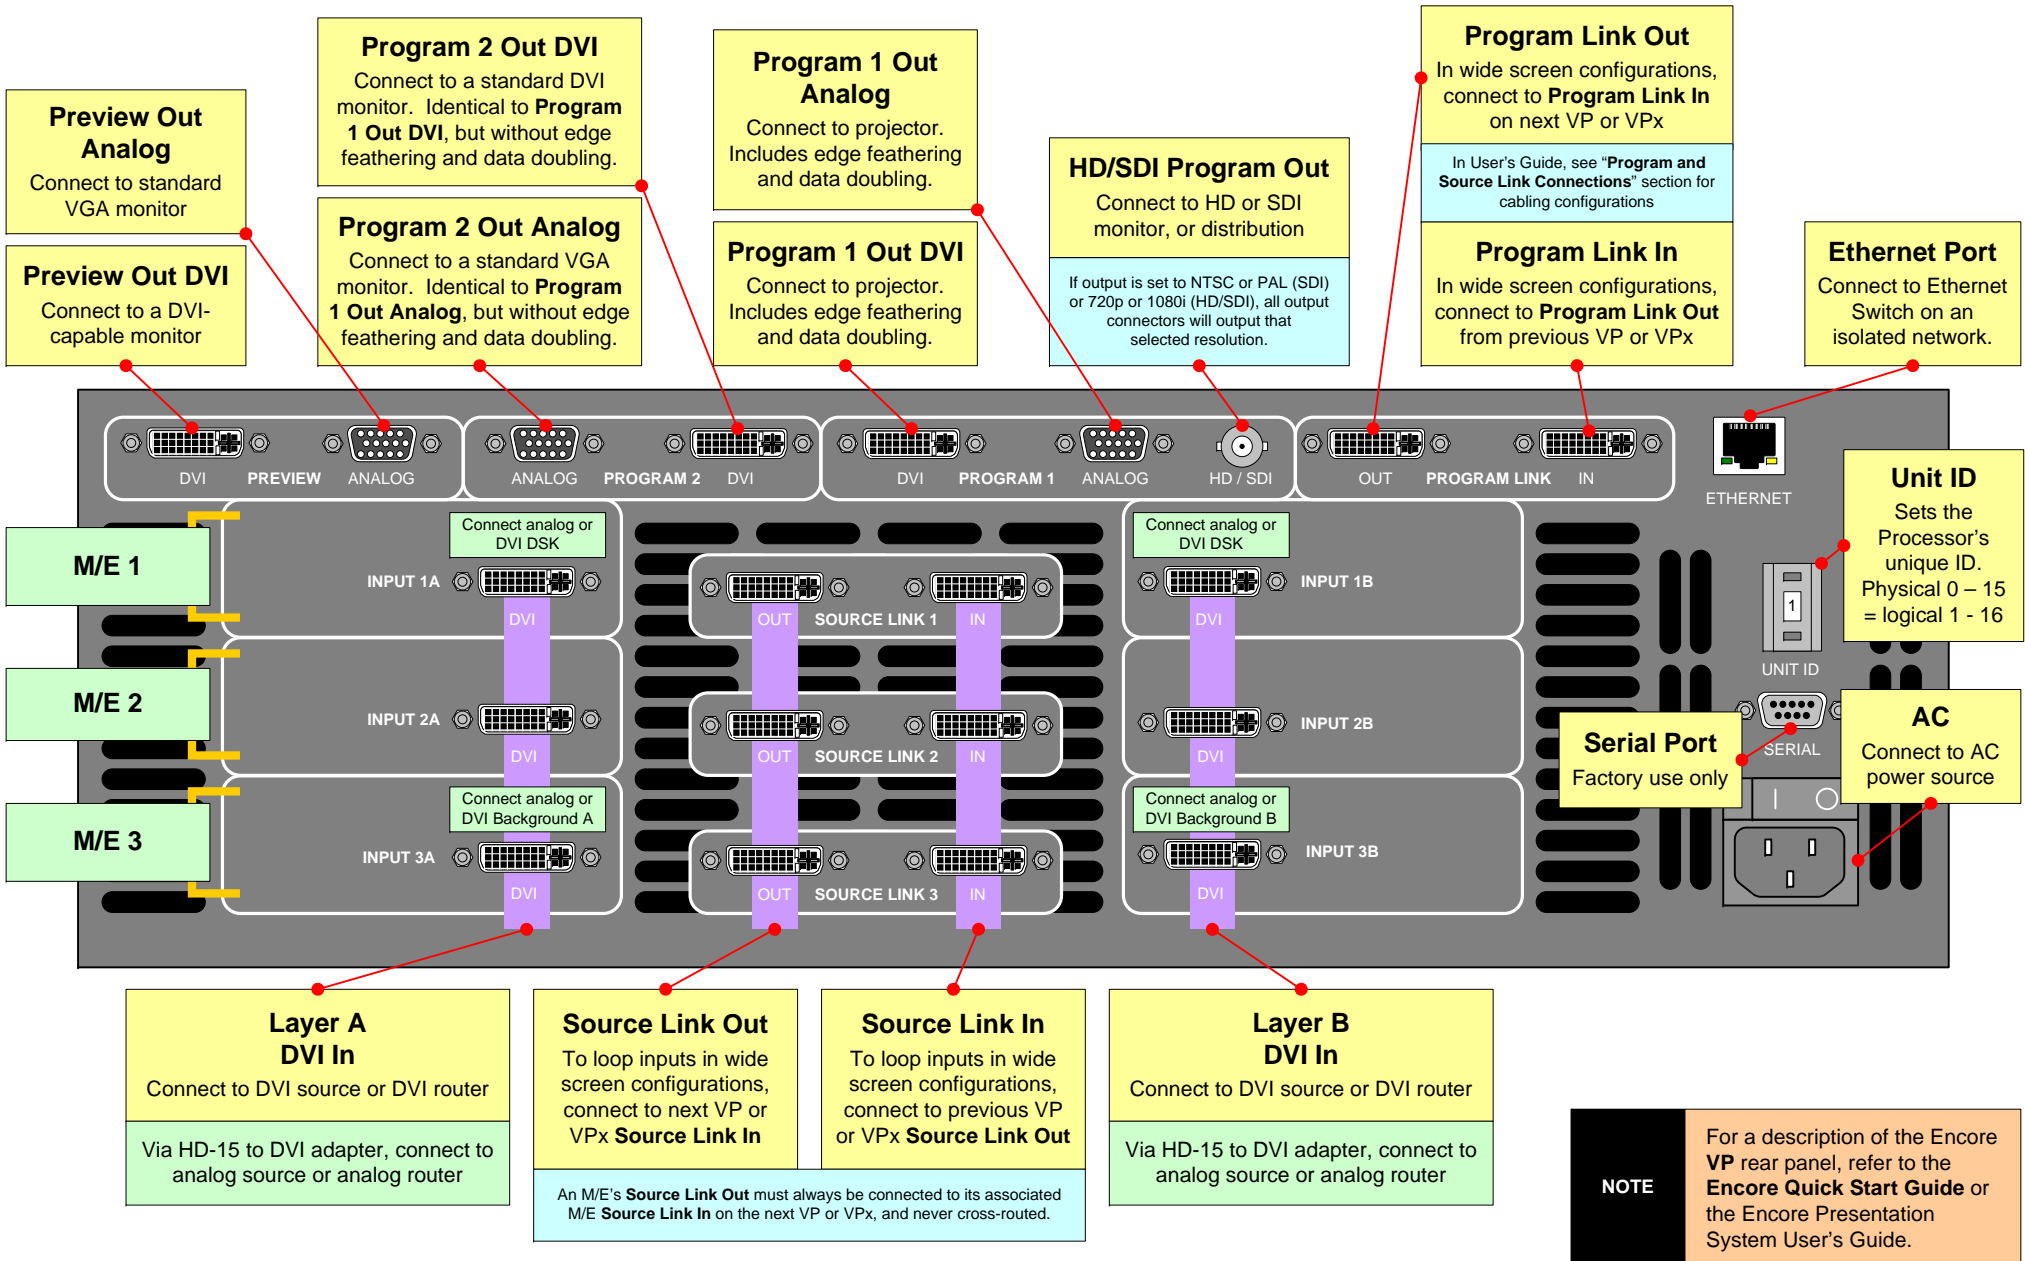 Preview Out
Analog
Connect to standard
VGA monitor
Preview Out DVI
Connect to a DVI-
capable monitor
Program 2 Out DVI
Connect to a standard DVI
monitor.  Identical to Program
1 Out DVI, but without edge
feathering and data doubling.
Program 2 Out Analog
Connect to a standard VGA
monitor.  Identical to Program
1 Out Analog, but without edge
feathering and data doubling.
Program 1 Out
Analog
Connect to projector.
Includes edge feathering
and data doubling.
Program 1 Out DVI
Connect to projector.
Includes edge feathering
and data doubling.
HD/SDI Program Out
Connect to HD or SDI
monitor, or distribution
If output is set to NTSC or PAL (SDI)
or 720p or 1080i (HD/SDI), all output
connectors will output that
selected resolution.
Program Link Out
In wide screen configurations,
connect to Program Link In
on next VP or VPx
In User's Guide, see “Program and
Source Link Connections” section for
cabling configurations
Program Link In
In wide screen configurations,
connect to Program Link Out
from previous VP or VPx
Ethernet Port
Connect to Ethernet
Switch on an
isolated network.
DVI PREVIEW ANALOG
ANALOG PROGRAM 2 DVI
DVI PROGRAM 1 ANALOG HD / SDI
OUT PROGRAM LINK IN
ETHERNET
Unit ID
Sets the
Processor's
unique ID.
Physical 0 – 15
= logical 1 - 16
1
UNIT ID
M/E 1
Connect analog or
DVI DSK
INPUT 1A
DVI
OUT SOURCE LINK 1 IN
Connect analog or
DVI DSK
INPUT 1B
DVI
M/E 2
INPUT 2A
DVI
OUT SOURCE LINK 2 IN
INPUT 2B
DVI
M/E 3
Connect analog or
DVI Background A
INPUT 3A
DVI
OUT SOURCE LINK 3 IN
Connect analog or
DVI Background B
INPUT 3B
DVI
Serial Port
Factory use only
SERIAL
AC
Connect to AC
power source
Layer A
DVI In
Connect to DVI source or DVI router
Via HD-15 to DVI adapter, connect to
analog source or analog router
Source Link Out
To loop inputs in wide
screen configurations,
connect to next VP or
VPx Source Link In
Source Link In
To loop inputs in wide
screen configurations,
connect to previous VP
or VPx Source Link Out
An M/E's Source Link Out must always be connected to its associated
M/E Source Link In on the next VP or VPx, and never cross-routed.
Layer B
DVI In
Connect to DVI source or DVI router
Via HD-15 to DVI adapter, connect to
analog source or analog router
NOTE
For a description of the Encore
VP rear panel, refer to the
Encore Quick Start Guide or
the Encore Presentation
System User's Guide.